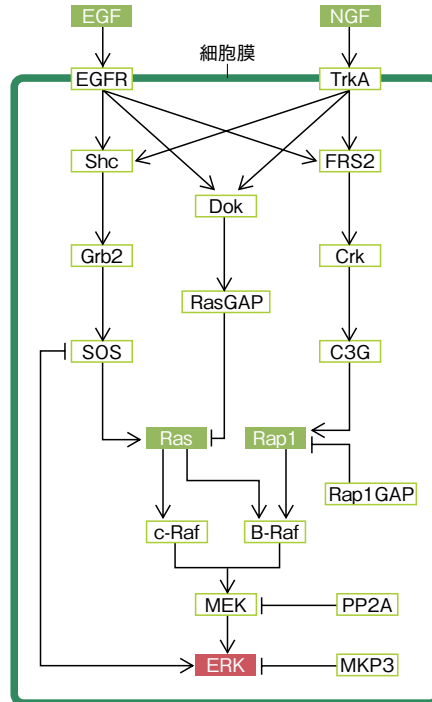 EGF
NGF
細胞膜
EGFR
TrkA
Shc
FRS2
Dok
Grb2
Crk
RasGAP
SOS
C3G
Ras
Rap1
Rap1GAP
c-Raf
B-Raf
MEK
PP2A
ERK
MKP3